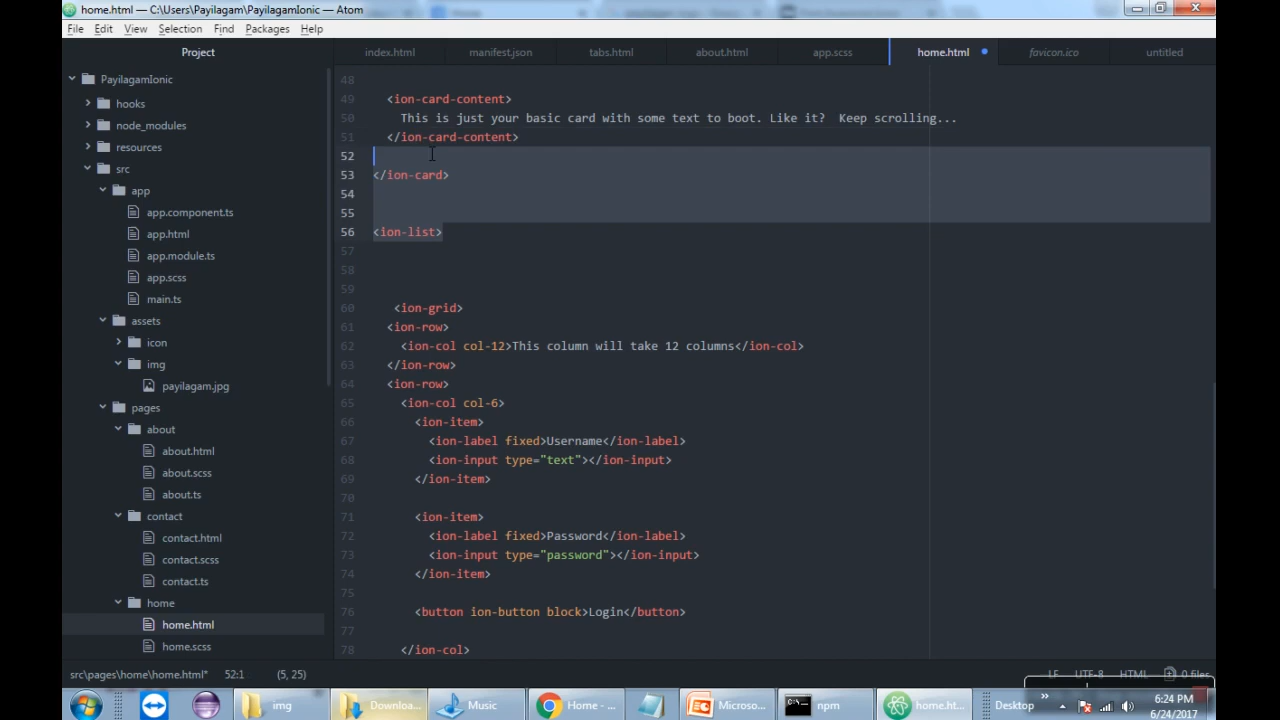 home.html — C:\Users\Payilagam\PayilagamIonic — Atom
File Edit View Selection Find Packages Help
Project
index.html manifest.json tabs.html about.html app.scss home.html favicon.ico untitled
PayilagamIonic
hooks
node_modules
resources
src
app
app.component.ts
app.html
app.module.ts
app.scss
main.ts
assets
icon
img
payilagam.jpg
pages
about
about.html
about.scss
about.ts
contact
contact.html
contact.scss
contact.ts
home
home.html
home.scss
48
49 <ion-card-content>
50 This is just your basic card with some text to boot. Like it? Keep scrolling...
51 </ion-card-content>
52
53 </ion-card>
54
55
56 <ion-list>
57
58
59
60 <ion-grid>
61 <ion-row>
62 <ion-col col-12>This column will take 12 columns</ion-col>
63 </ion-row>
64 <ion-row>
65 <ion-col col-6>
66 <ion-item>
67 <ion-label fixed>Username</ion-label>
68 <ion-input type="text"></ion-input>
69 </ion-item>
70
71 <ion-item>
72 <ion-label fixed>Password</ion-label>
73 <ion-input type="password"></ion-input>
74 </ion-item>
75
76 <button ion-button block>Login</button>
77
78 </ion-col>
src\pages\home\home.html* 52:1 (5, 25) LF UTF-8 HTML 0 files
img Downloa... Music Home - ... Microso... npm home.ht... Desktop 6:24 PM
6/24/2017